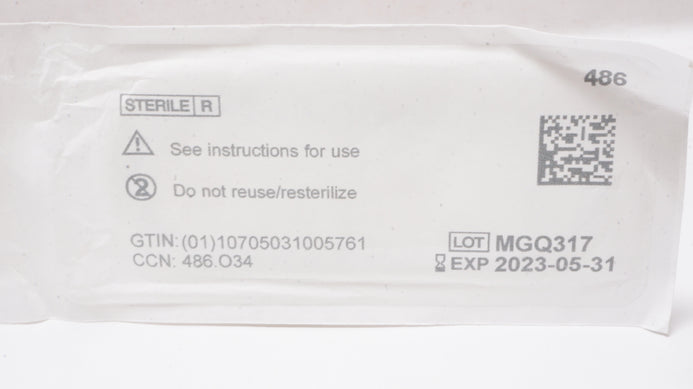 486
STERILE R
See instructions for use
2 Do not reuse/resterilize
GTIN: (01)10705031005761
CCN: 486.O34
LOT MGQ317
EXP 2023-05-31